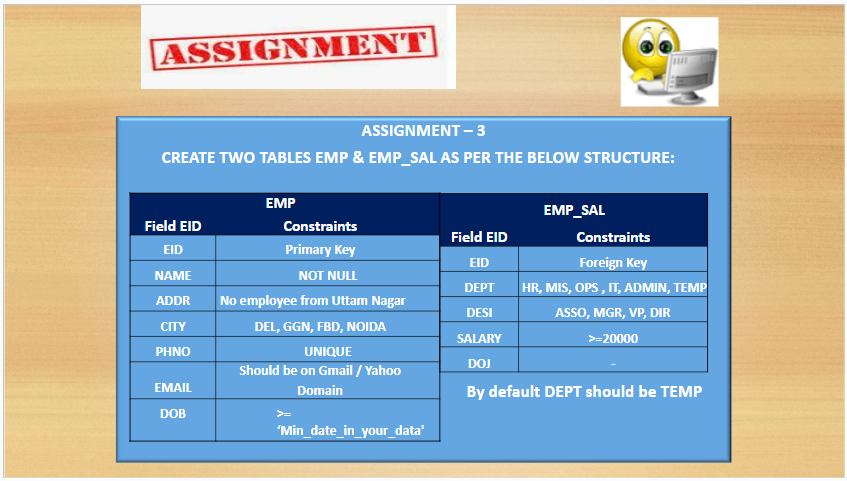 ASSIGNMENT
ASSIGNMENT – 3
CREATE TWO TABLES EMP & EMP_SAL AS PER THE BELOW STRUCTURE:
EMP
Field EID Constraints
EID Primary Key
NAME NOT NULL
ADDR No employee from Uttam Nagar
CITY DEL, GGN, FBD, NOIDA
PHNO UNIQUE
EMAIL Should be on Gmail / Yahoo
Domain
DOB >=
‘Min_date_in_your_data'
EMP_SAL
Field EID Constraints
EID Foreign Key
DEPT HR, MIS, OPS , IT, ADMIN, TEMP
DESI ASSO, MGR, VP, DIR
SALARY >=20000
DOJ -
By default DEPT should be TEMP